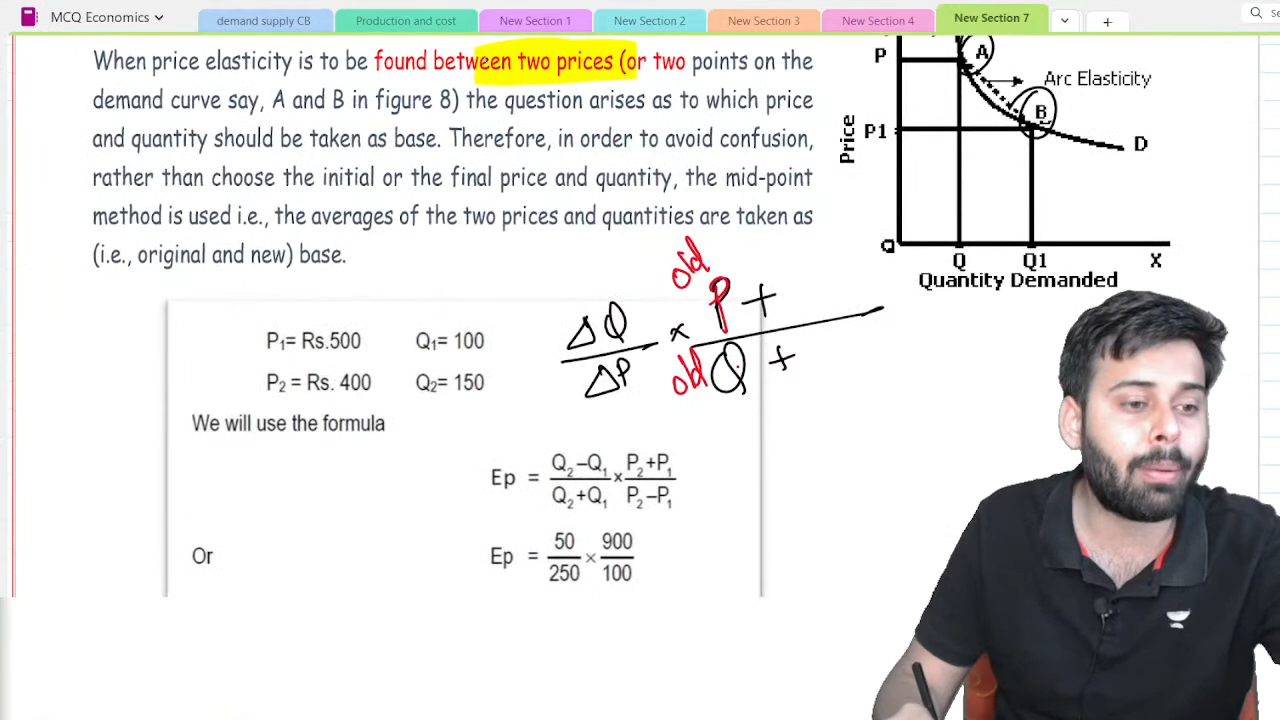 MCQ Economics
demand supply CB
Production and cost
New Section 1
New Section 2
New Section 3
New Section 4
New Section 7
+
When price elasticity is to be found between two prices (or two points on the
demand curve say, A and B in figure 8) the question arises as to which price
and quantity should be taken as base. Therefore, in order to avoid confusion,
rather than choose the initial or the final price and quantity, the mid-point
method is used i.e., the averages of the two prices and quantities are taken as
(i.e., original and new) base.
P
A
Arc Elasticity
B
P1
D
Price
Q
Q1
X
Quantity Demanded
old
ΔQ × P +
ΔP old Q +
P₁= Rs.500 Q₁= 100
P₂ = Rs. 400 Q₂= 150
We will use the formula
Ep = Q₂–Q₁/Q₂+Q₁ × P₂+P₁/P₂–P₁
Or Ep = 50/250 × 900/100